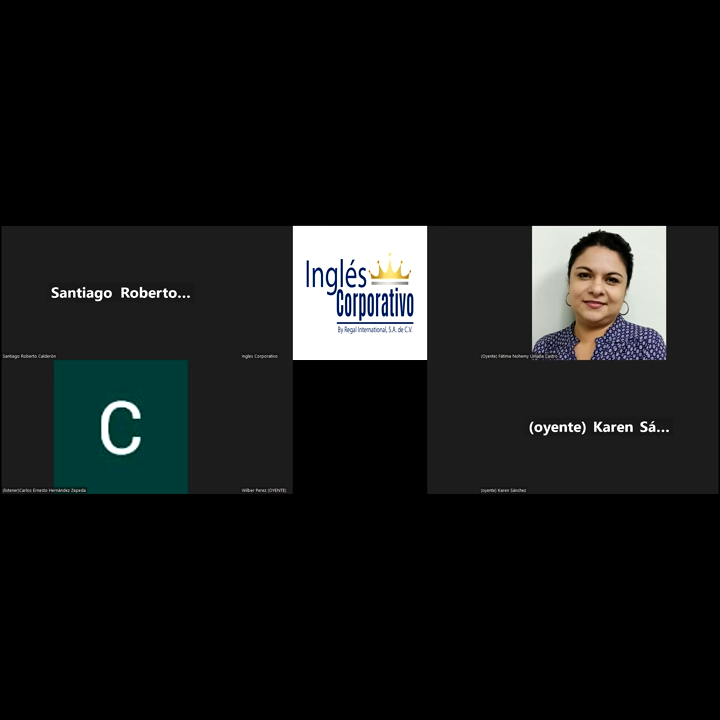 Santiago Roberto...
Santiago Roberto Calderón
Inglés Corporativo
Inglés
Corporativo
By Regal International, S.A. de C.V.
(Oyente) Fátima Nohemy Umaña Castro
C
(listener)Carlos Ernesto Hernández Zepeda
Wilber Perez (OYENTE)
(oyente) Karen Sá...
(oyente) Karen Sánchez